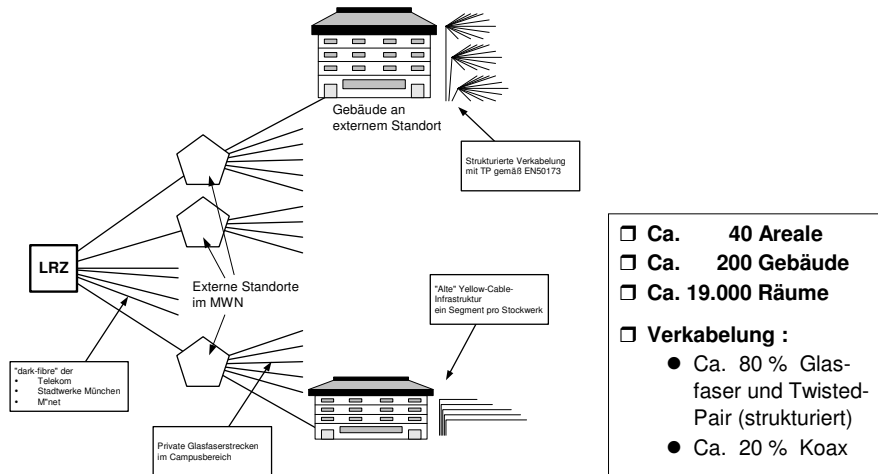 Gebäude an
externem Standort
Strukturierte Verkabelung
mit TP gemäß EN50173
LRZ
Externe Standorte
im MWN
"Alte" Yellow-Cable-
Infrastruktur
ein Segment pro Stockwerk
"dark-fibre" der
• Telekom
• Stadtwerke München
• M"net
Private Glasfaserstrecken
im Campusbereich
❒ Ca. 40 Areale
❒ Ca. 200 Gebäude
❒ Ca. 19.000 Räume
❒ Verkabelung :
● Ca. 80 % Glas-
faser und Twisted-
Pair (strukturiert)
● Ca. 20 % Koax